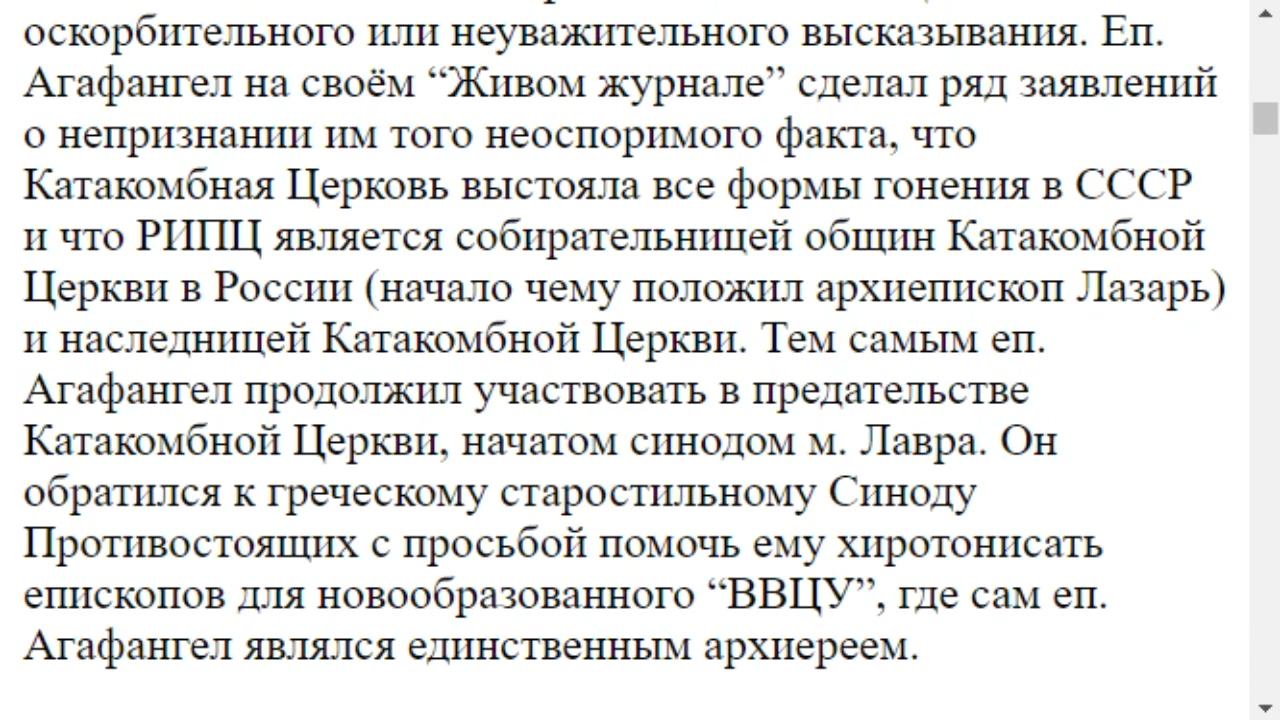 оскорбительного или неуважительного высказывания. Еп.
Агафангел на своём “Живом журнале” сделал ряд заявлений
о непризнании им того неоспоримого факта, что
Катакомбная Церковь выстояла все формы гонения в СССР
и что РИПЦ является собирательницей общин Катакомбной
Церкви в России (начало чему положил архиепископ Лазарь)
и наследницей Катакомбной Церкви. Тем самым еп.
Агафангел продолжил участвовать в предательстве
Катакомбной Церкви, начатом синодом м. Лавра. Он
обратился к греческому старостильному Синоду
Противостоящих с просьбой помочь ему хиротонисать
епископов для новообразованного “ВВЦУ”, где сам еп.
Агафангел являлся единственным архиереем.